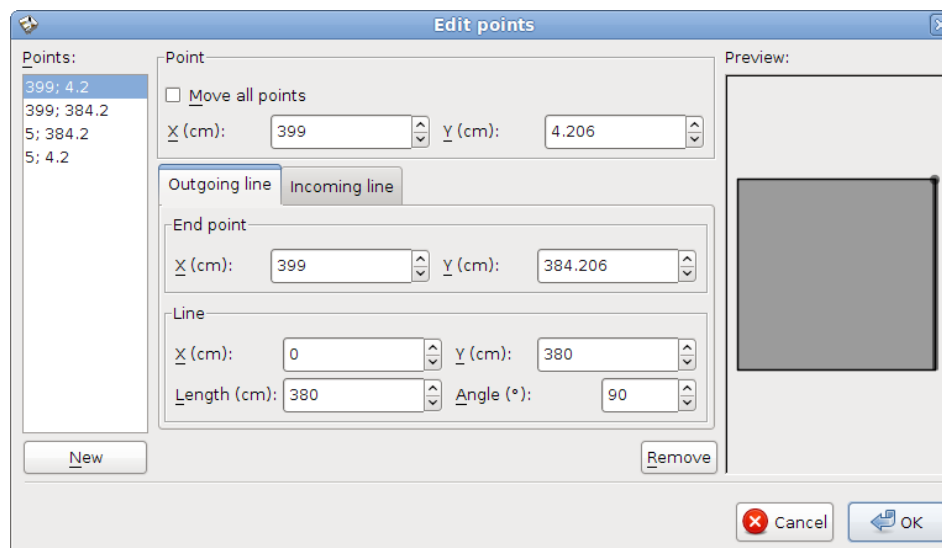 Edit points
Points:
399; 4.2
399; 384.2
5; 384.2
5; 4.2
New
Point
Move all points
X (cm): 399 Y (cm): 4.206
Outgoing line Incoming line
End point
X (cm): 399 Y (cm): 384.206
Line
X (cm): 0 Y (cm): 380
Length (cm): 380 Angle (°): 90
Remove
Preview:
Cancel OK